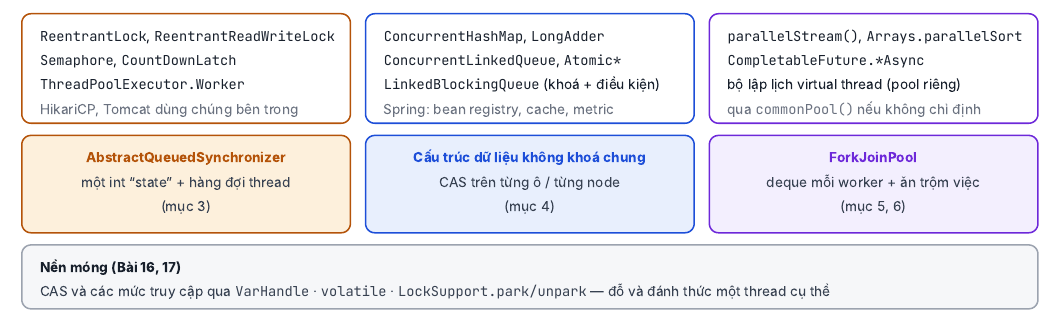 ReentrantLock, ReentrantReadWriteLock
Semaphore, CountDownLatch
ThreadPoolExecutor.Worker
HikariCP, Tomcat dùng chúng bên trong
ConcurrentHashMap, LongAdder
ConcurrentLinkedQueue, Atomic*
LinkedBlockingQueue (khoá + điều kiện)
Spring: bean registry, cache, metric
parallelStream(), Arrays.parallelSort
CompletableFuture.*Async
bộ lập lịch virtual thread (pool riêng)
qua commonPool() nếu không chỉ định
AbstractQueuedSynchronizer
một int “state” + hàng đợi thread
(mục 3)
Cấu trúc dữ liệu không khoá chung
CAS trên từng ô / từng node
(mục 4)
ForkJoinPool
deque mỗi worker + ăn trộm việc
(mục 5, 6)
Nền móng (Bài 16, 17)
CAS và các mức truy cập qua VarHandle · volatile · LockSupport.park/unpark — đỗ và đánh thức một thread cụ thể